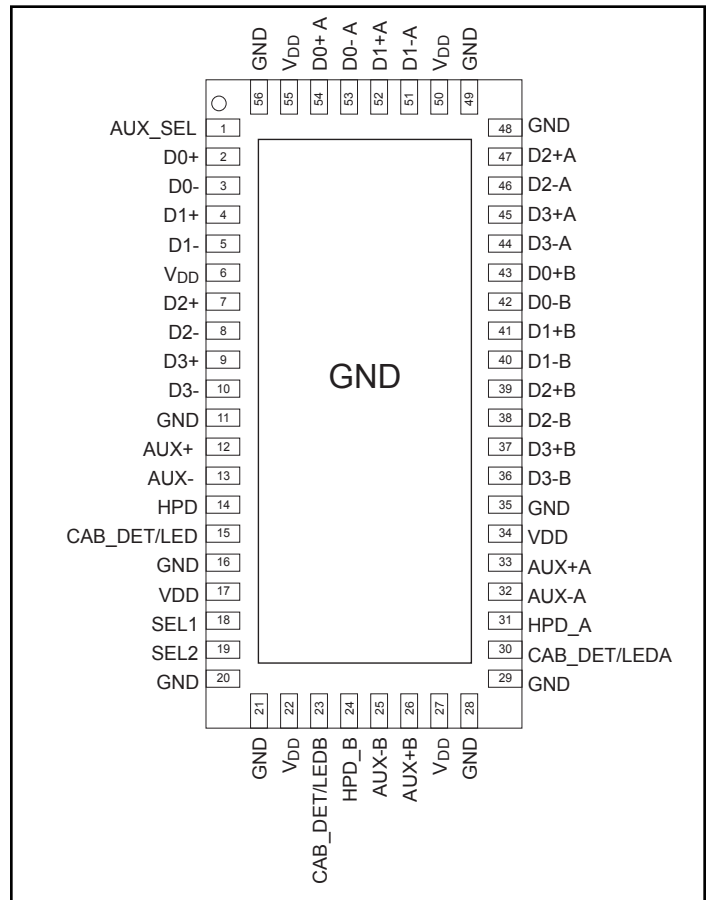 GND
VDD
D0+ A
D0- A
D1+A
D1-A
VDD
GND
56
55
54
53
52
51
50
49
AUX_SEL 1
D0+ 2
D0- 3
D1+ 4
D1- 5
VDD 6
D2+ 7
D2- 8
D3+ 9
D3- 10
GND 11
AUX+ 12
AUX- 13
HPD 14
CAB_DET/LED 15
GND 16
VDD 17
SEL1 18
SEL2 19
GND 20
GND
48 GND
47 D2+A
46 D2-A
45 D3+A
44 D3-A
43 D0+B
42 D0-B
41 D1+B
40 D1-B
39 D2+B
38 D2-B
37 D3+B
36 D3-B
35 GND
34 VDD
33 AUX+A
32 AUX-A
31 HPD_A
30 CAB_DET/LEDA
29 GND
21
22
23
24
25
26
27
28
GND
VDD
CAB_DET/LEDB
HPD_B
AUX-B
AUX+B
VDD
GND